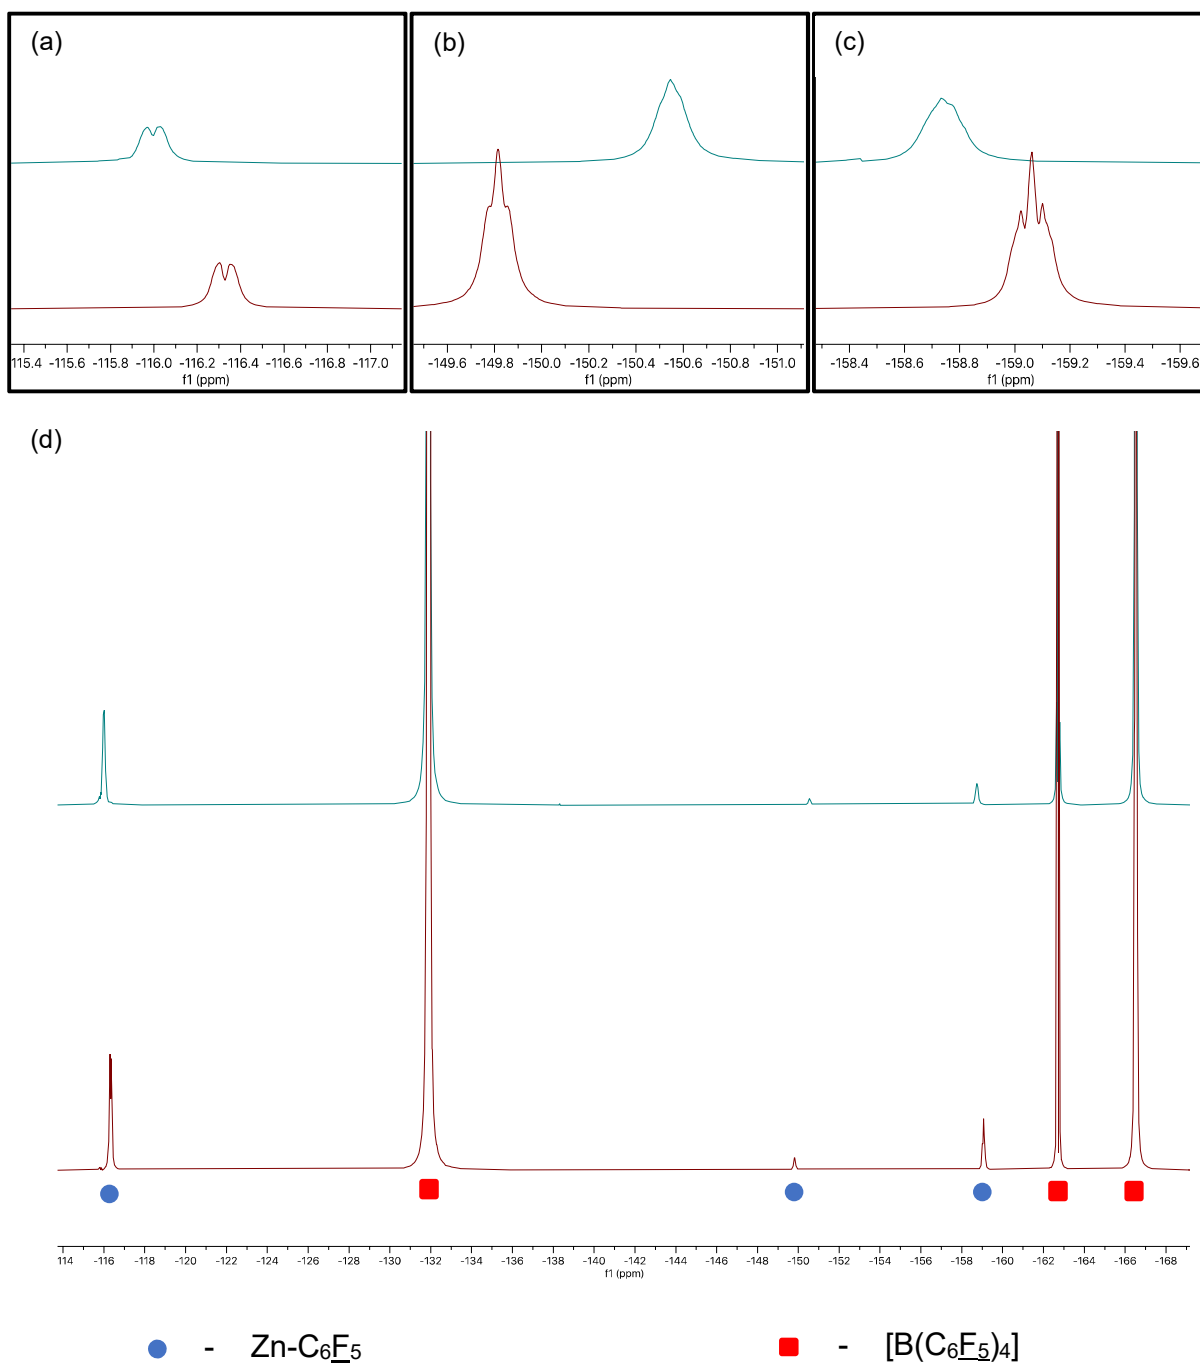 (a)
(b)
(c)
115.4 -115.6 -115.8 -116.0 -116.2 -116.4 -116.6 -116.8 -117.0
f1 (ppm)
-149.6 -149.8 -150.0 -150.2 -150.4 -150.6 -150.8 -151.0
f1 (ppm)
-158.4 -158.6 -158.8 -159.0 -159.2 -159.4 -159.6
f1 (ppm)
(d)
114 -116 -118 -120 -122 -124 -126 -128 -130 -132 -134 -136 -138 -140 -142 -144 -146 -148 -150 -152 -154 -156 -158 -160 -162 -164 -166 -168
f1 (ppm)
- Zn-C₆F₅
- [B(C₆F₅)₄]